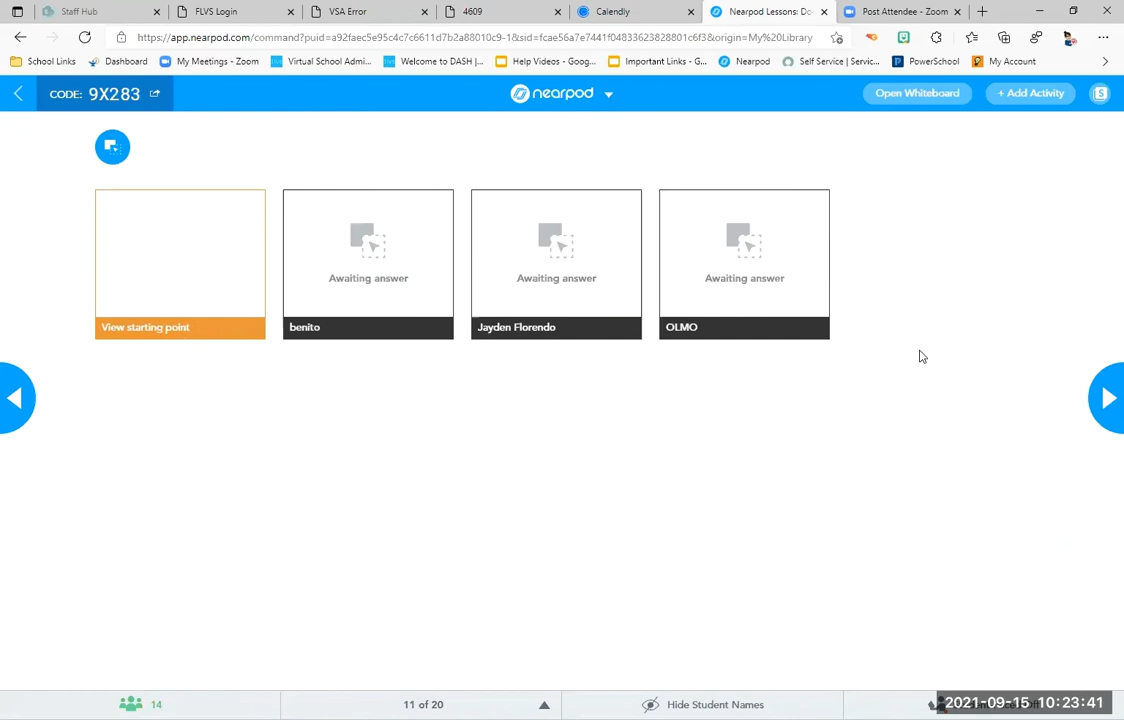 Staff Hub
FLVS Login
VSA Error
4609
Calendly
Nearpod Lessons: Do
Post Attendee - Zoom
https://app.nearpod.com/command?puid=a92faec5e95c4c7c6611d7b2a88010c9-1&sid=fcae56a7e7441f04833623828801c6f3&origin=My%20Library
School Links
Dashboard
My Meetings - Zoom
Virtual School Admi...
Welcome to DASH |...
Help Videos - Goog...
Important Links - G...
Nearpod
Self Service | Servic...
PowerSchool
My Account
CODE: 9X283
nearpod
Open Whiteboard
+ Add Activity
S
Awaiting answer
Awaiting answer
Awaiting answer
View starting point
benito
Jayden Florendo
OLMO
14
11 of 20
Hide Student Names
2021-09-15 10:23:41